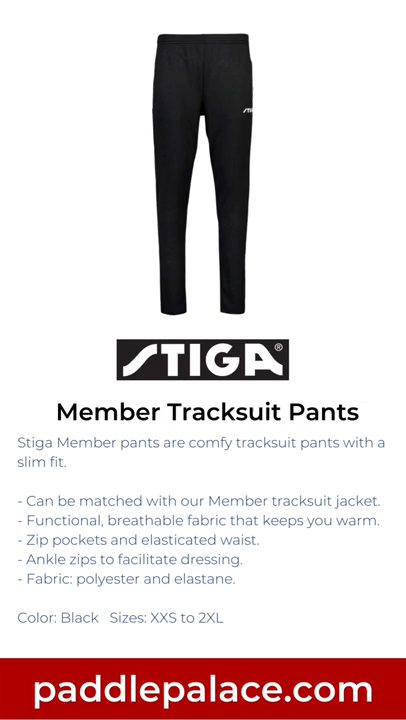 STIGA
STIGA®
Member Tracksuit Pants
Stiga Member pants are comfy tracksuit pants with a
slim fit.
- Can be matched with our Member tracksuit jacket.
- Functional, breathable fabric that keeps you warm.
- Zip pockets and elasticated waist.
- Ankle zips to facilitate dressing.
- Fabric: polyester and elastane.
Color: Black   Sizes: XXS to 2XL
paddlepalace.com